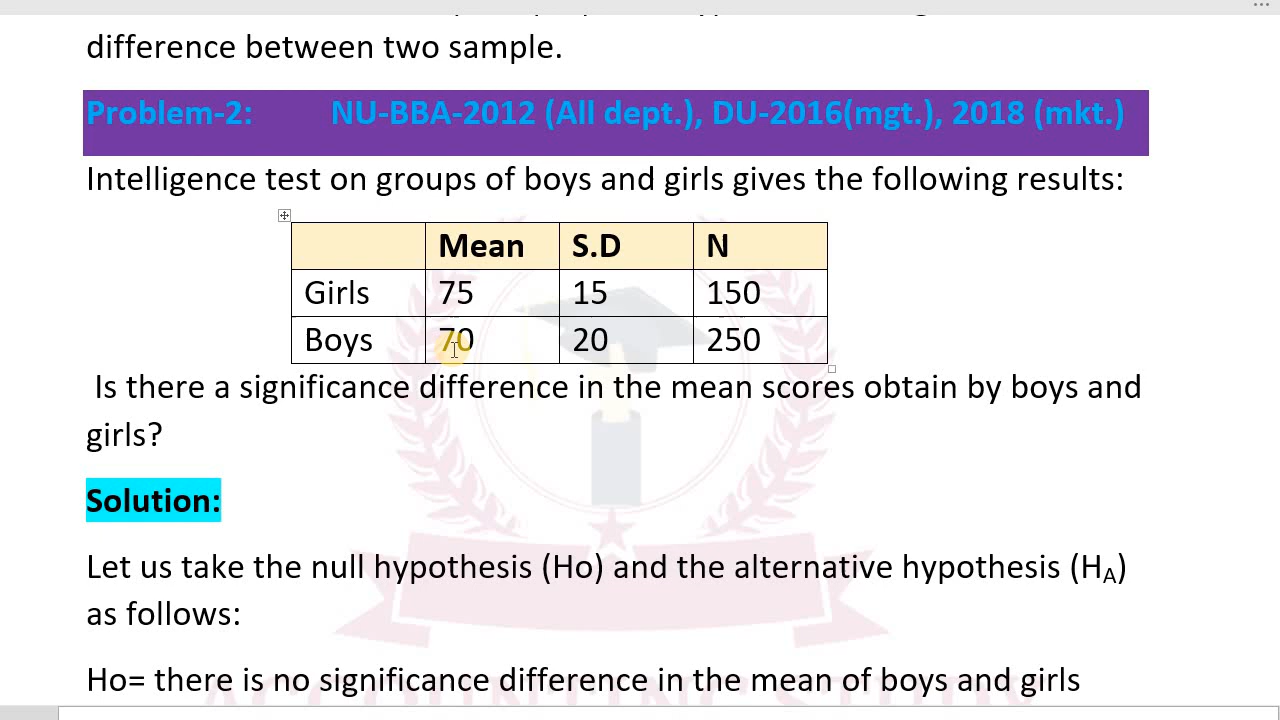 difference between two sample.
Problem-2: NU-BBA-2012 (All dept.), DU-2016(mgt.), 2018 (mkt.)
Intelligence test on groups of boys and girls gives the following results:
Mean S.D N
Girls 75 15 150
Boys 70 20 250
Is there a significance difference in the mean scores obtain by boys and
girls?
Solution:
Let us take the null hypothesis (Ho) and the alternative hypothesis (HA)
as follows:
Ho= there is no significance difference in the mean of boys and girls